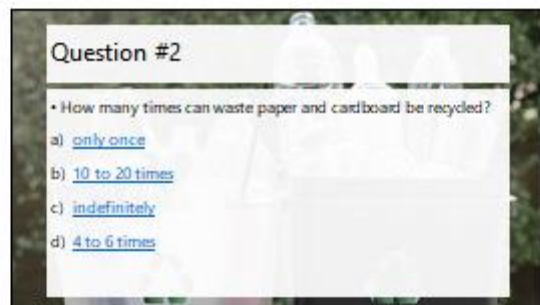 Question #2
• How many times can waste paper and cardboard be recycled?
a) only once
b) 10 to 20 times
c) indefinitely
d) 4 to 6 times